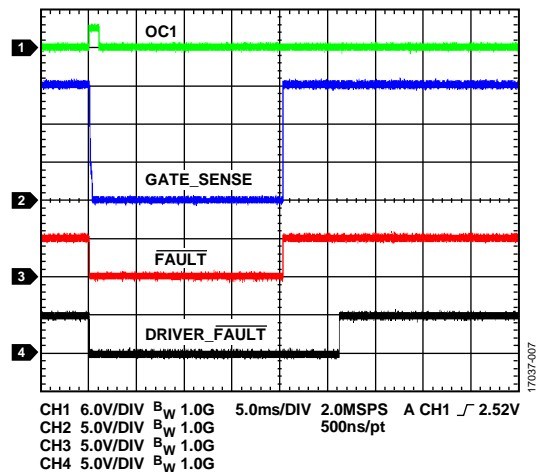 OC1
1
GATE_SENSE
2
FAULT
3
DRIVER_FAULT
4
17037-007
CH1 6.0V/DIV BW 1.0G 5.0ms/DIV 2.0MSPS A CH1 2.52V
CH2 5.0V/DIV BW 1.0G 500ns/pt
CH3 5.0V/DIV BW 1.0G
CH4 5.0V/DIV BW 1.0G